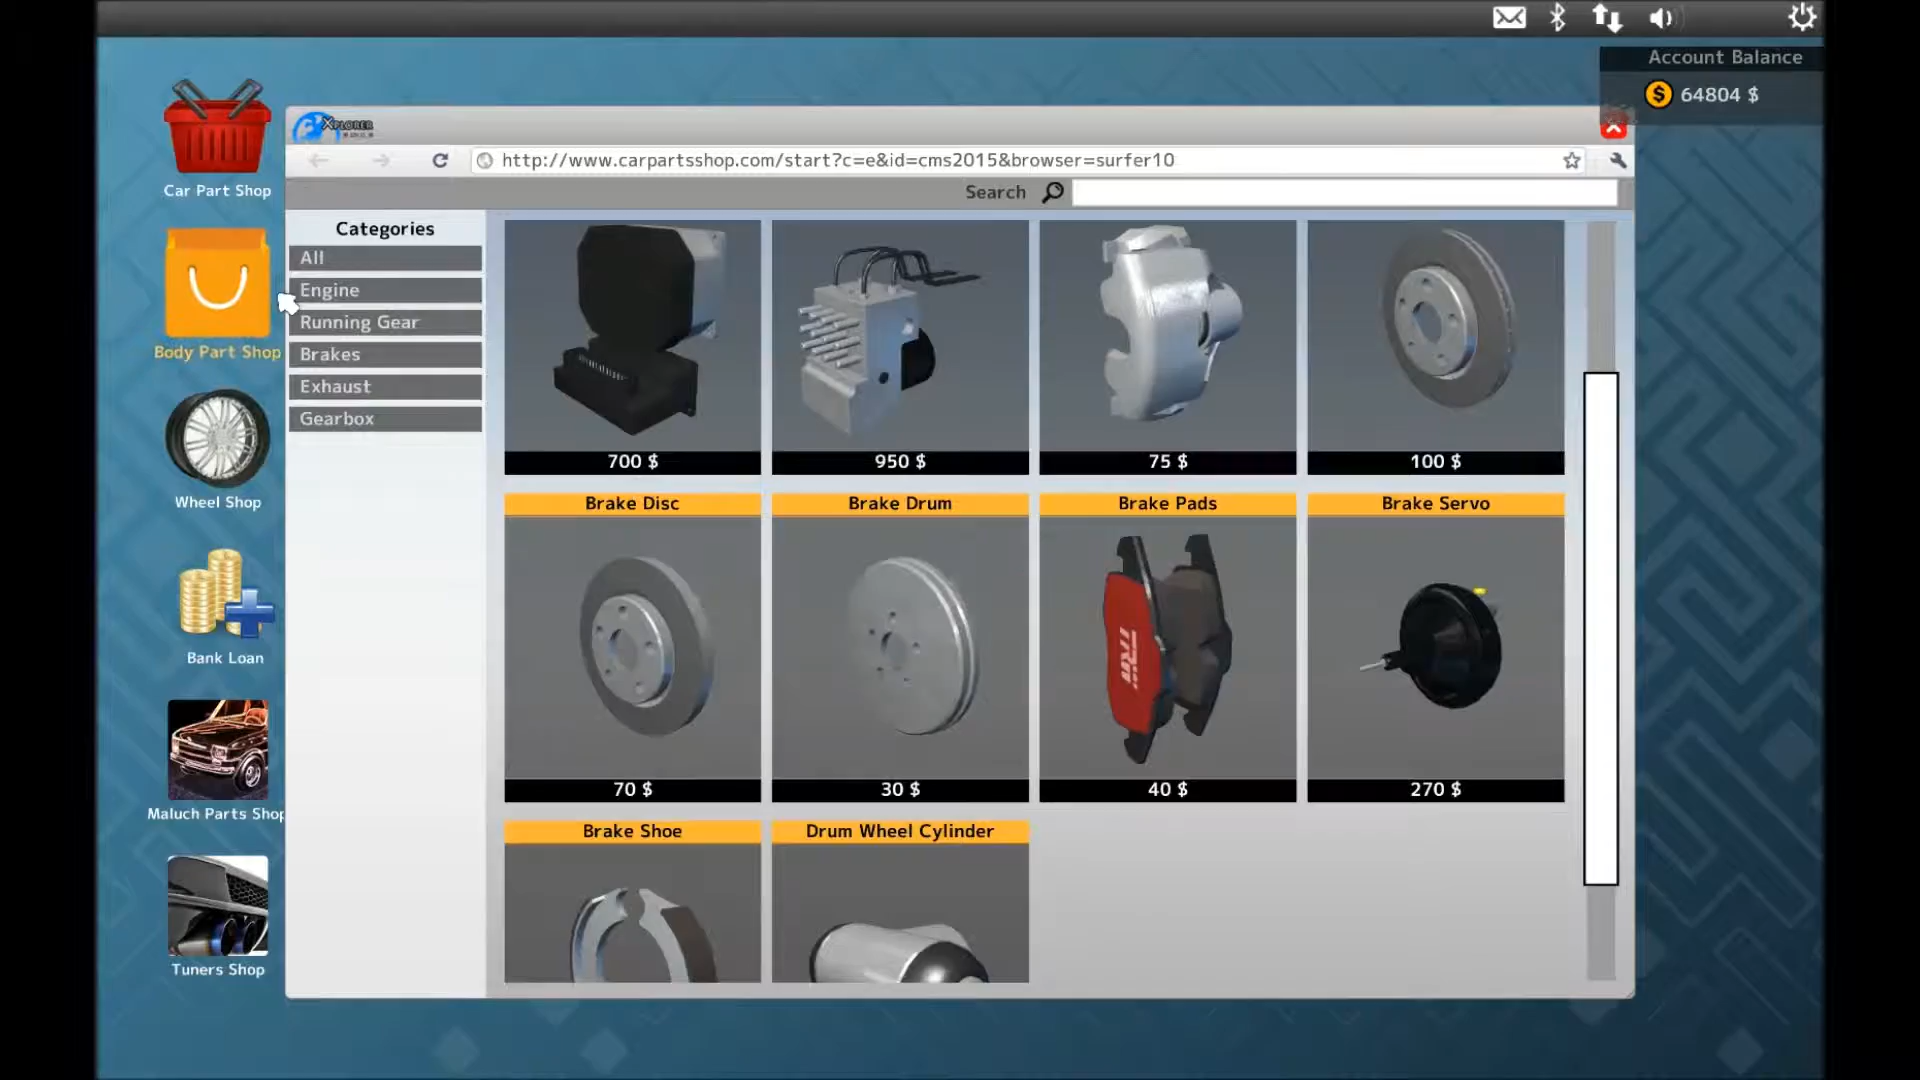 Account Balance
64804 $
Car Part Shop
Body Part Shop
Wheel Shop
Bank Loan
Maluch Parts Shop
Tuners Shop
XPLORER
http://www.carpartsshop.com/start?c=e&id=cms2015&browser=surfer10
Search
Categories
All
Engine
Running Gear
Brakes
Exhaust
Gearbox
700 $
950 $
75 $
100 $
Brake Disc
Brake Drum
Brake Pads
Brake Servo
TRW
70 $
30 $
40 $
270 $
Brake Shoe
Drum Wheel Cylinder